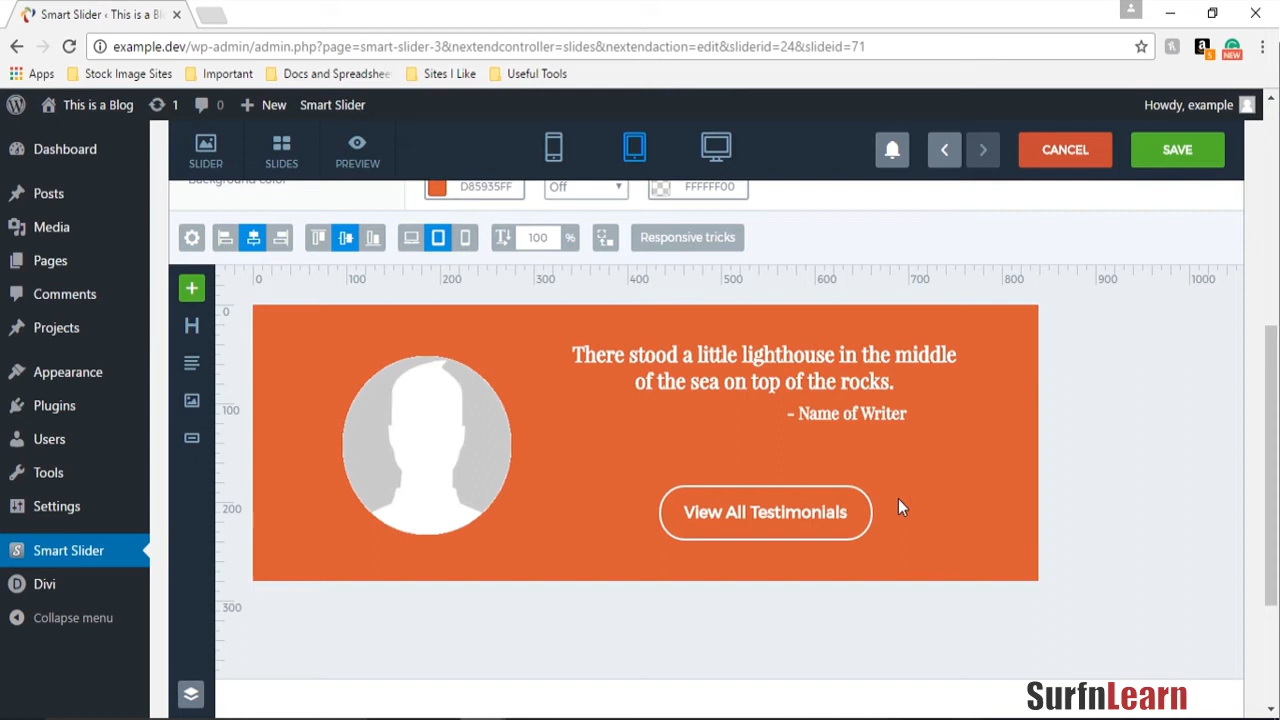 Smart Slider ‹ This is a Bl
example.dev/wp-admin/admin.php?page=smart-slider-3&nextendcontroller=slides&nextendaction=edit&sliderid=24&slideid=71
5
NEW
Apps Stock Image Sites Important Docs and Spreadshe Sites I Like Useful Tools
This is a Blog 1 0 New Smart Slider Howdy, example
Dashboard
Posts
Media
Pages
Comments
Projects
Appearance
Plugins
Users
Tools
Settings
Smart Slider
Divi
Collapse menu
SLIDER SLIDES PREVIEW CANCEL SAVE
Background color D85935FF Off FFFFFF00
100 % Responsive tricks
0 100 200 300 400 500 600 700 800 900 1000
0
100
200
300
There stood a little lighthouse in the middle
of the sea on top of the rocks.
- Name of Writer
View All Testimonials
SurfnLearn